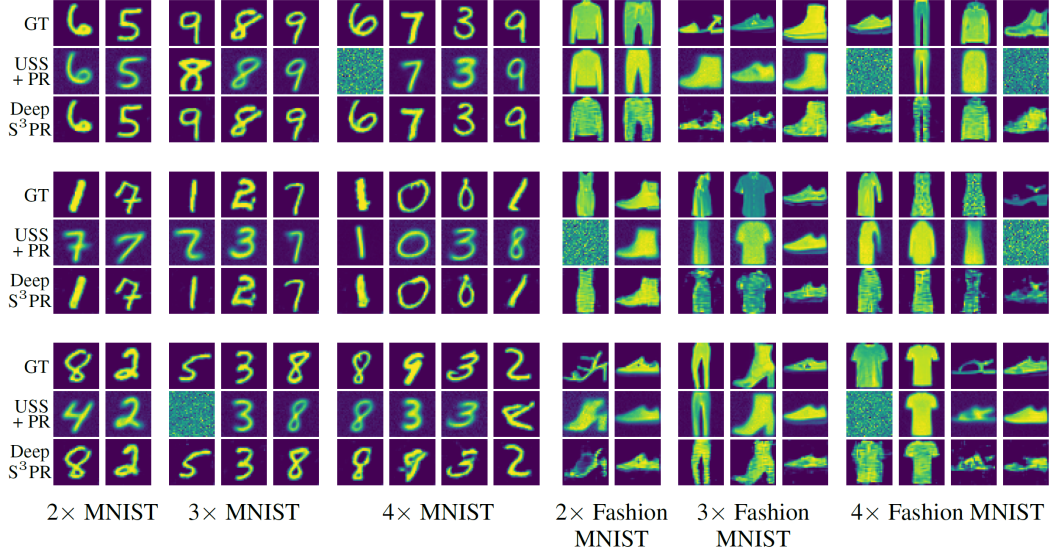 GT
USS
+ PR
Deep
S³PR
GT
USS
+ PR
Deep
S³PR
GT
USS
+ PR
Deep
S³PR
2× MNIST 3× MNIST 4× MNIST 2× Fashion MNIST 3× Fashion MNIST 4× Fashion MNIST